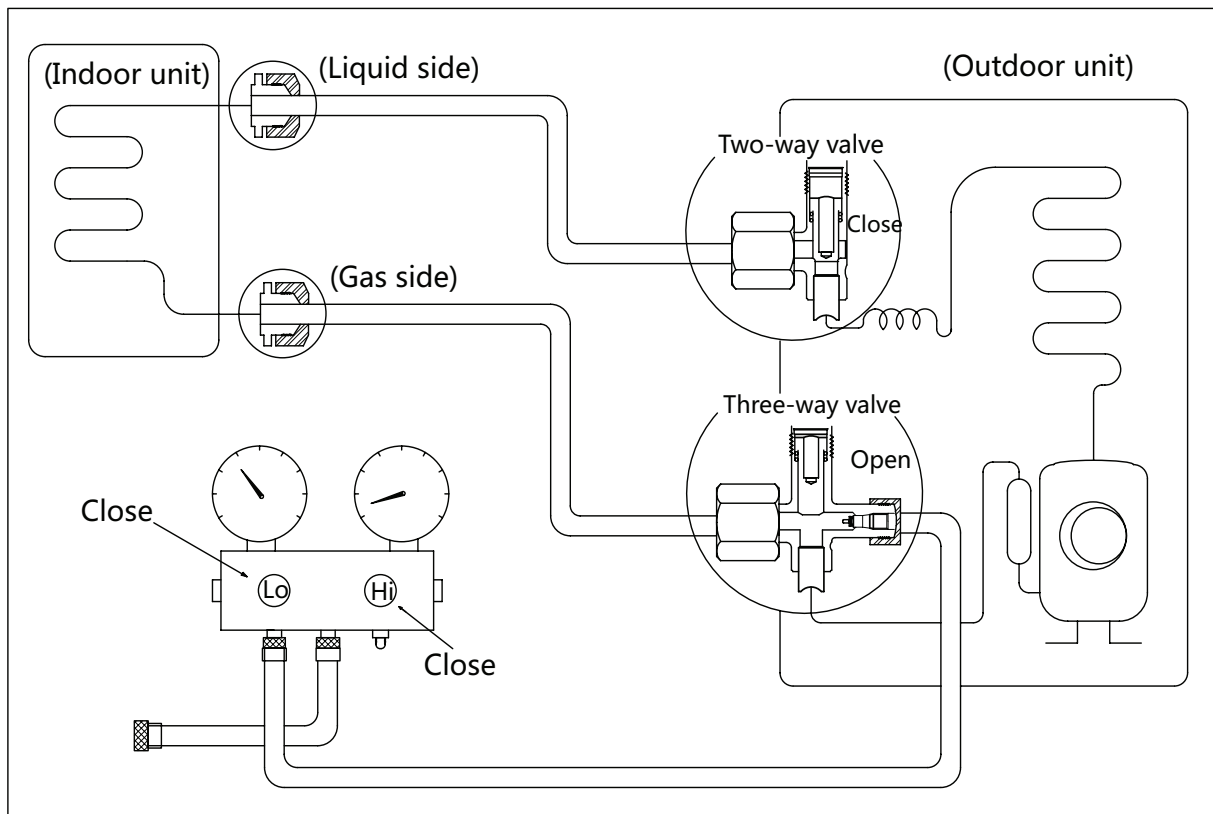 (Indoor unit)
(Liquid side)
(Outdoor unit)
Two-way valve
Close
(Gas side)
Three-way valve
Open
Close
Lo
Hi
Close